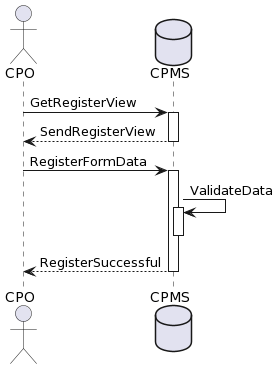 CPO CPMS
GetRegisterView
SendRegisterView
RegisterFormData
ValidateData
RegisterSuccessful
CPO CPMS